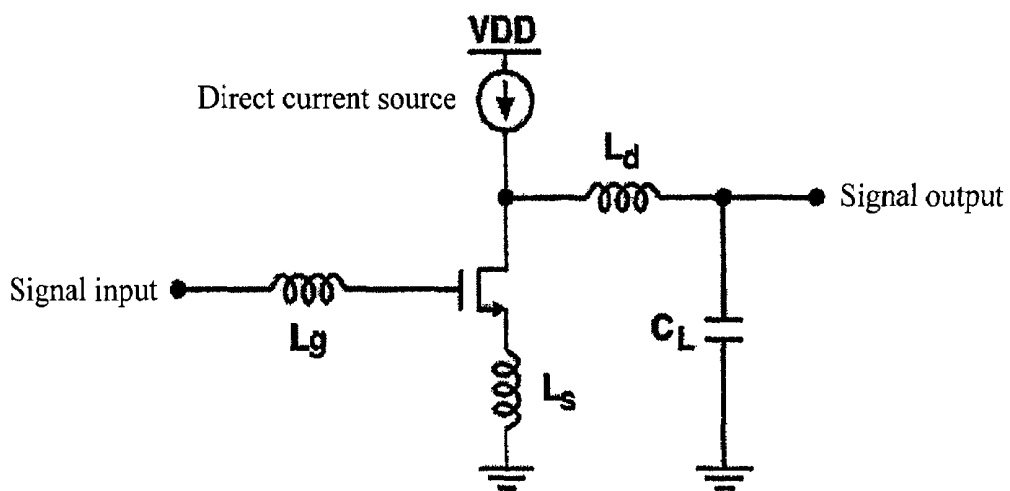 VDD
Direct current source
Ld
Signal output
Signal input
Lg
CL
Ls